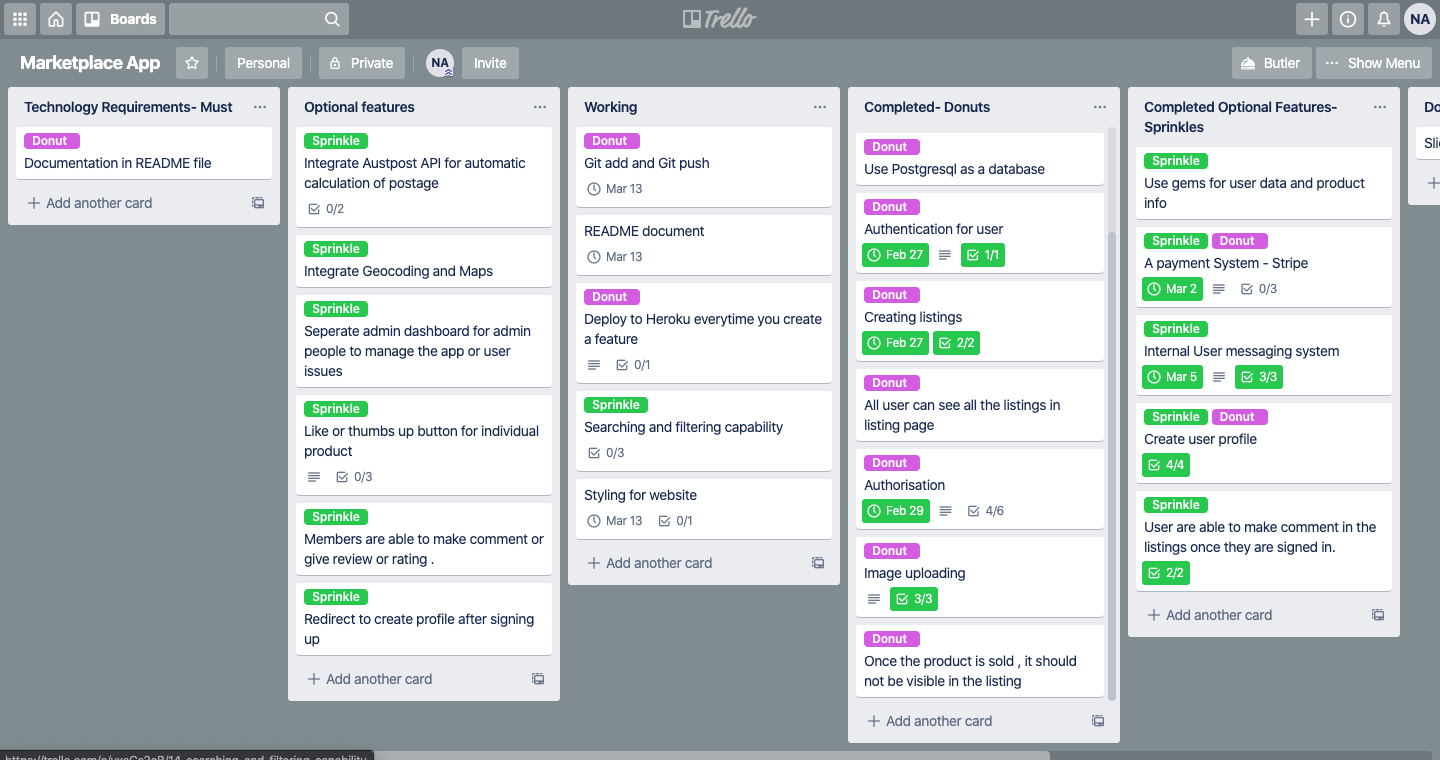 Boards
Trello
NA
Marketplace App
Personal
Private
NA
Invite
Butler
Show Menu
Technology Requirements- Must
Donut
Documentation in README file
Add another card
Optional features
Sprinkle
Integrate Austpost API for automatic
calculation of postage
0/2
Sprinkle
Integrate Geocoding and Maps
Sprinkle
Seperate admin dashboard for admin
people to manage the app or user
issues
Sprinkle
Like or thumbs up button for individual
product
0/3
Sprinkle
Members are able to make comment or
give review or rating .
Sprinkle
Redirect to create profile after signing
up
Add another card
Working
Donut
Git add and Git push
Mar 13
README document
Mar 13
Donut
Deploy to Heroku everytime you create
a feature
0/1
Sprinkle
Searching and filtering capability
0/3
Styling for website
Mar 13 0/1
Add another card
Completed- Donuts
Donut
Use Postgresql as a database
Donut
Authentication for user
Feb 27 1/1
Donut
Creating listings
Feb 27 2/2
Donut
All user can see all the listings in
listing page
Donut
Authorisation
Feb 29 4/6
Donut
Image uploading
3/3
Donut
Once the product is sold , it should
not be visible in the listing
Add another card
Completed Optional Features-
Sprinkles
Sprinkle
Use gems for user data and product
info
Sprinkle Donut
A payment System - Stripe
Mar 2 0/3
Sprinkle
Internal User messaging system
Mar 5 3/3
Sprinkle Donut
Create user profile
4/4
Sprinkle
User are able to make comment in the
listings once they are signed in.
2/2
Add another card